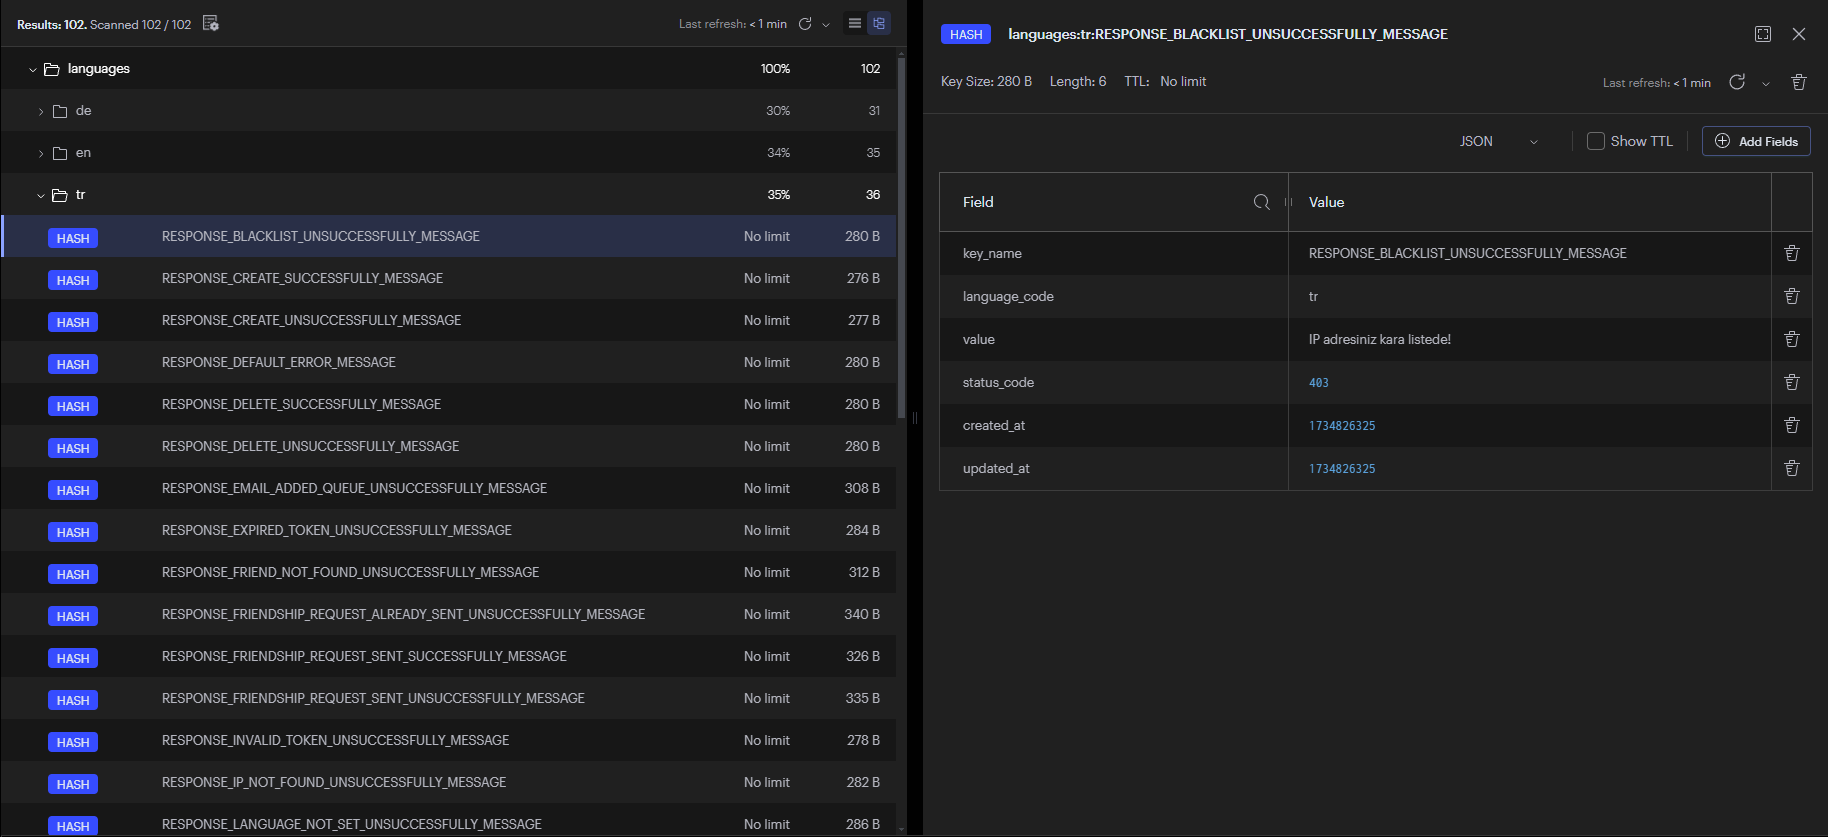 Results: 102. Scanned 102 / 102
Last refresh: < 1 min
languages 100% 102
de 30% 31
en 34% 35
tr 35% 36
HASH RESPONSE_BLACKLIST_UNSUCCESSFULLY_MESSAGE No limit 280 B
HASH RESPONSE_CREATE_SUCCESSFULLY_MESSAGE No limit 276 B
HASH RESPONSE_CREATE_UNSUCCESSFULLY_MESSAGE No limit 277 B
HASH RESPONSE_DEFAULT_ERROR_MESSAGE No limit 280 B
HASH RESPONSE_DELETE_SUCCESSFULLY_MESSAGE No limit 280 B
HASH RESPONSE_DELETE_UNSUCCESSFULLY_MESSAGE No limit 280 B
HASH RESPONSE_EMAIL_ADDED_QUEUE_UNSUCCESSFULLY_MESSAGE No limit 308 B
HASH RESPONSE_EXPIRED_TOKEN_UNSUCCESSFULLY_MESSAGE No limit 284 B
HASH RESPONSE_FRIEND_NOT_FOUND_UNSUCCESSFULLY_MESSAGE No limit 312 B
HASH RESPONSE_FRIENDSHIP_REQUEST_ALREADY_SENT_UNSUCCESSFULLY_MESSAGE No limit 340 B
HASH RESPONSE_FRIENDSHIP_REQUEST_SENT_SUCCESSFULLY_MESSAGE No limit 326 B
HASH RESPONSE_FRIENDSHIP_REQUEST_SENT_UNSUCCESSFULLY_MESSAGE No limit 335 B
HASH RESPONSE_INVALID_TOKEN_UNSUCCESSFULLY_MESSAGE No limit 278 B
HASH RESPONSE_IP_NOT_FOUND_UNSUCCESSFULLY_MESSAGE No limit 282 B
HASH RESPONSE_LANGUAGE_NOT_SET_UNSUCCESSFULLY_MESSAGE No limit 286 B
HASH languages:tr:RESPONSE_BLACKLIST_UNSUCCESSFULLY_MESSAGE
Key Size: 280 B Length: 6 TTL: No limit
Last refresh: < 1 min
JSON Show TTL Add Fields
Field Value
key_name RESPONSE_BLACKLIST_UNSUCCESSFULLY_MESSAGE
language_code tr
value IP adresiniz kara listede!
status_code 403
created_at 1734826325
updated_at 1734826325